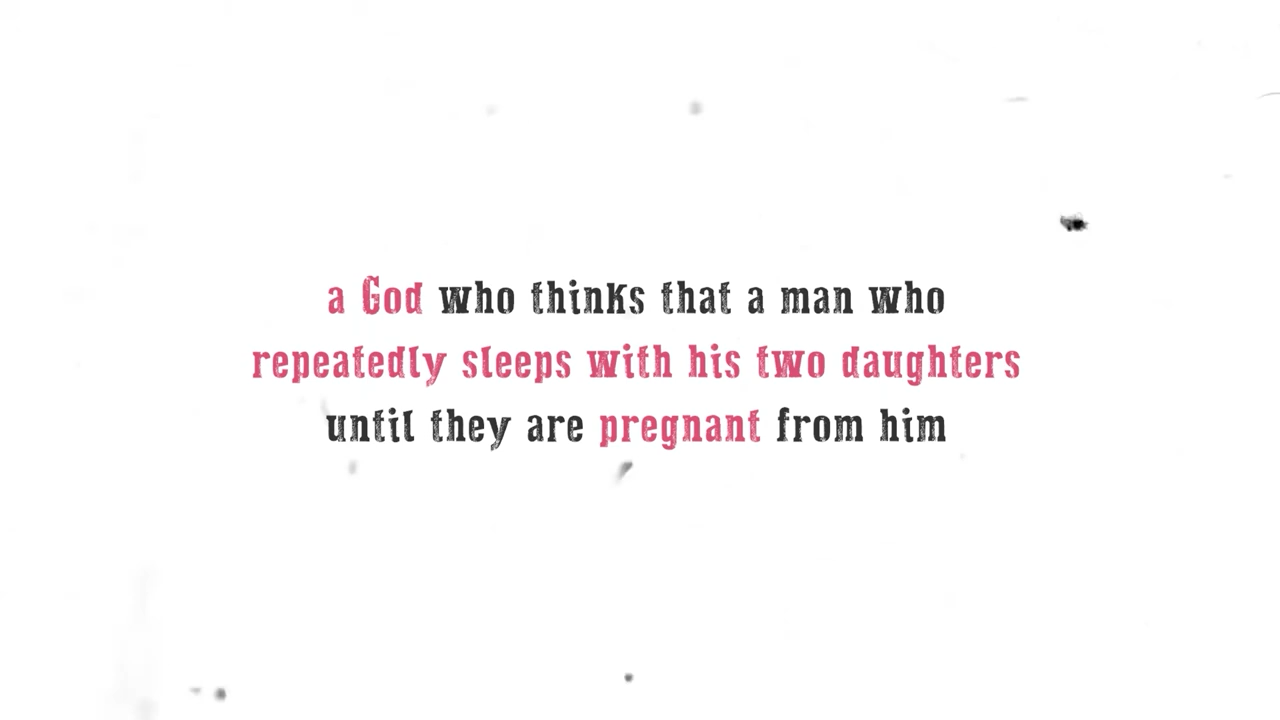 a God who thinks that a man who
repeatedly sleeps with his two daughters
until they are pregnant from him